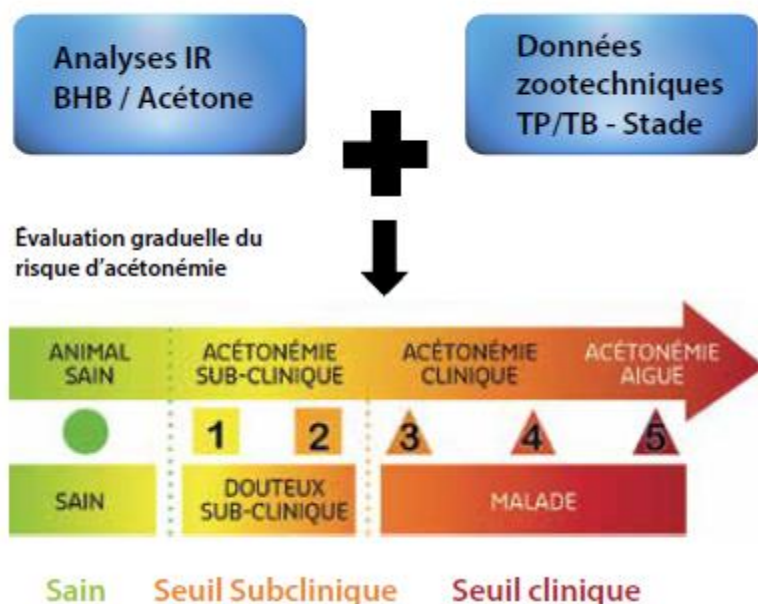 Analyses IR
BHB / Acétone
Données
zootechniques
TP/TB - Stade
Évaluation graduelle du
risque d'acétonémie
ANIMAL
SAIN
ACÉTONÉMIE
SUB-CLINIQUE
ACÉTONÉMIE
CLINIQUE
ACÉTONÉMIE
AIGUE
1
2
3
4
5
SAIN
DOUTEUX
SUB-CLINIQUE
MALADE
Sain
Seuil Subclinique
Seuil clinique